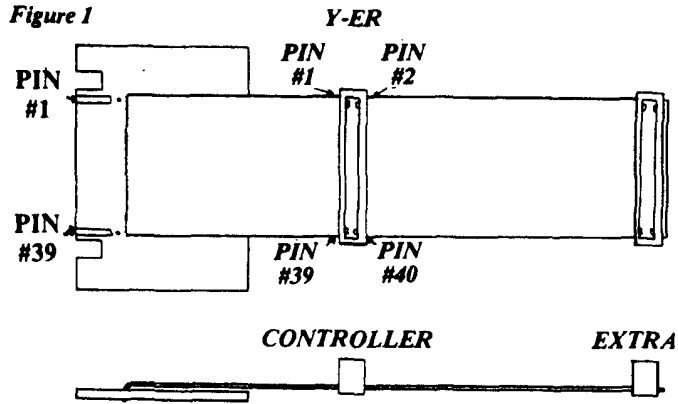 Figure 1
Y-ER
PIN
#1
PIN
#1
PIN
#2
PIN
#39
PIN
#39
PIN
#40
CONTROLLER
EXTRA